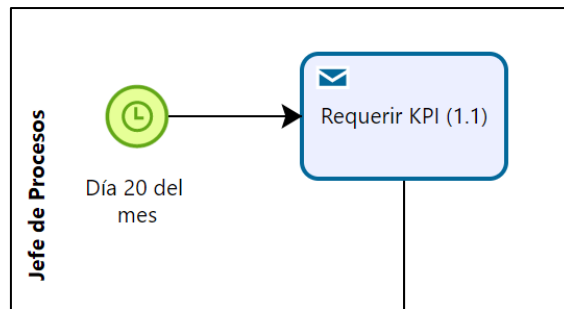 Jefe de Procesos
Día 20 del
mes
Requerir KPI (1.1)